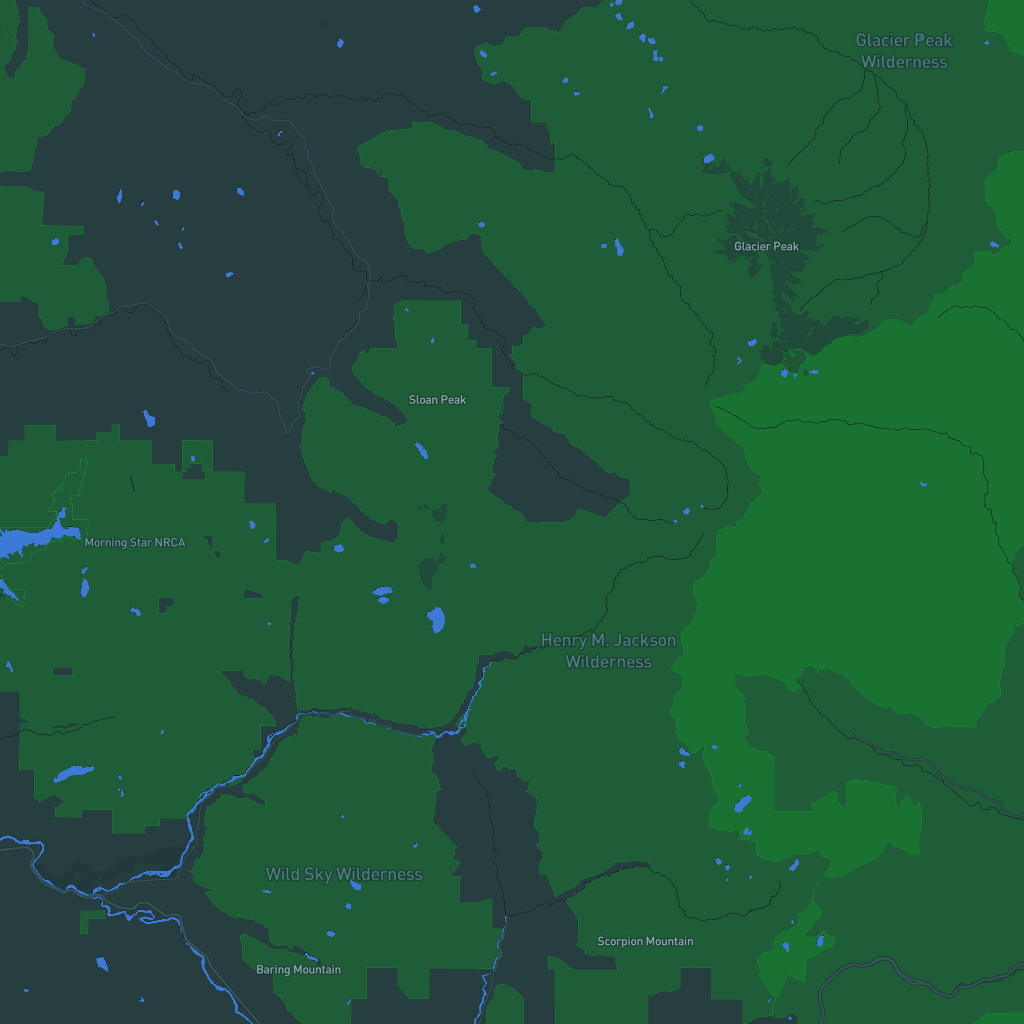 Glacier Peak
Wilderness
Glacier Peak
Sloan Peak
Morning Star NRCA
Henry M. Jackson
Wilderness
Wild Sky Wilderness
Scorpion Mountain
Baring Mountain